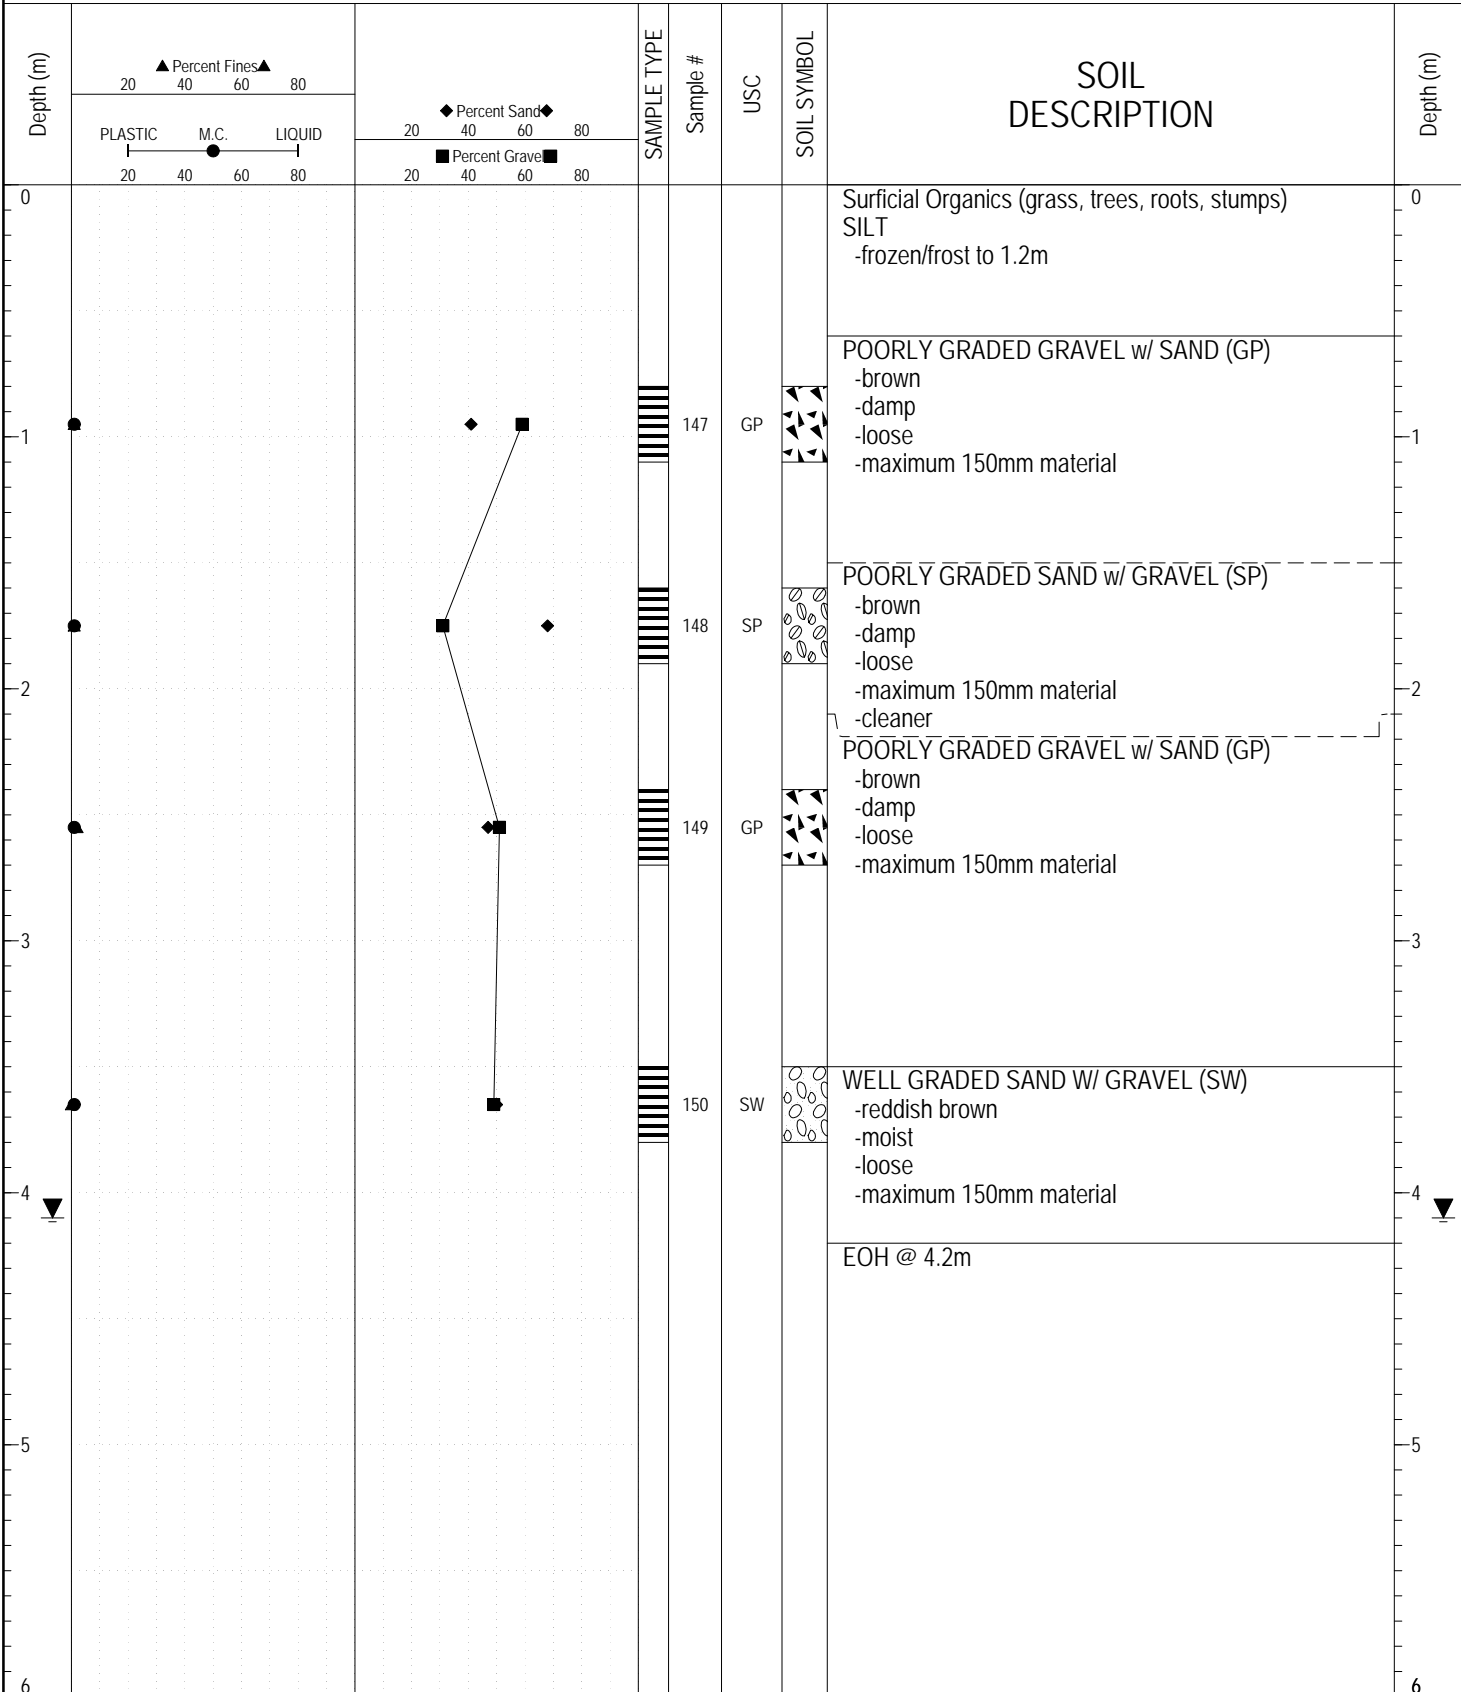 Depth (m)
▲ Percent Fines ▲
20 40 60 80
PLASTIC M.C. LIQUID
20 40 60 80
◆ Percent Sand ◆
20 40 60 80
■ Percent Gravel ■
20 40 60 80
SAMPLE TYPE
Sample #
USC
SOIL SYMBOL
SOIL
DESCRIPTION
Depth (m)
0
Surficial Organics (grass, trees, roots, stumps)
0
SILT
-frozen/frost to 1.2m
POORLY GRADED GRAVEL w/ SAND (GP)
-brown
-damp
147 GP
-loose
1
1
-maximum 150mm material
POORLY GRADED SAND w/ GRAVEL (SP)
-brown
148 SP
-damp
-loose
2
-maximum 150mm material
2
-cleaner
POORLY GRADED GRAVEL w/ SAND (GP)
-brown
-damp
149 GP
-loose
-maximum 150mm material
3
3
WELL GRADED SAND W/ GRAVEL (SW)
150 SW
-reddish brown
-moist
-loose
4
-maximum 150mm material
4
EOH @ 4.2m
5
5
6
6